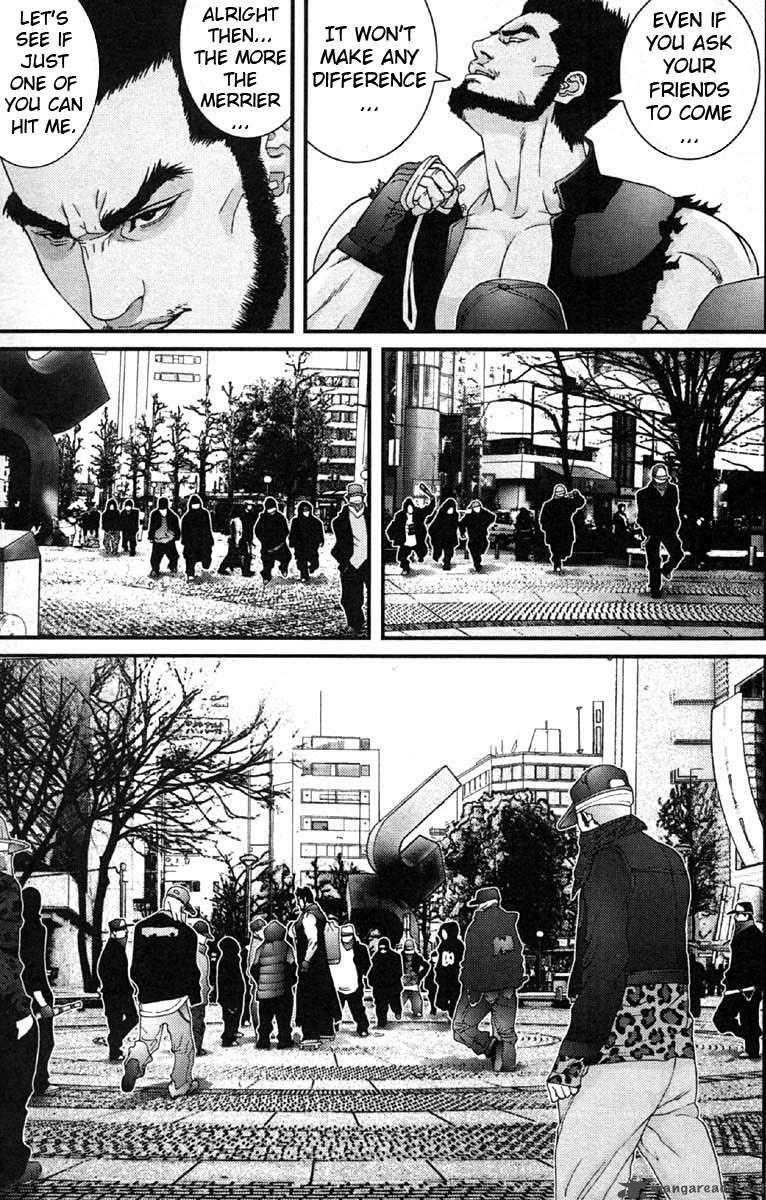 EVEN IF
YOU ASK
YOUR
FRIENDS
TO COME
...
IT WON'T
MAKE ANY
DIFFERENCE
...
ALRIGHT
THEN...
THE MORE
THE
MERRIER
...
LET'S
SEE IF
JUST
ONE OF
YOU CAN
HIT ME.